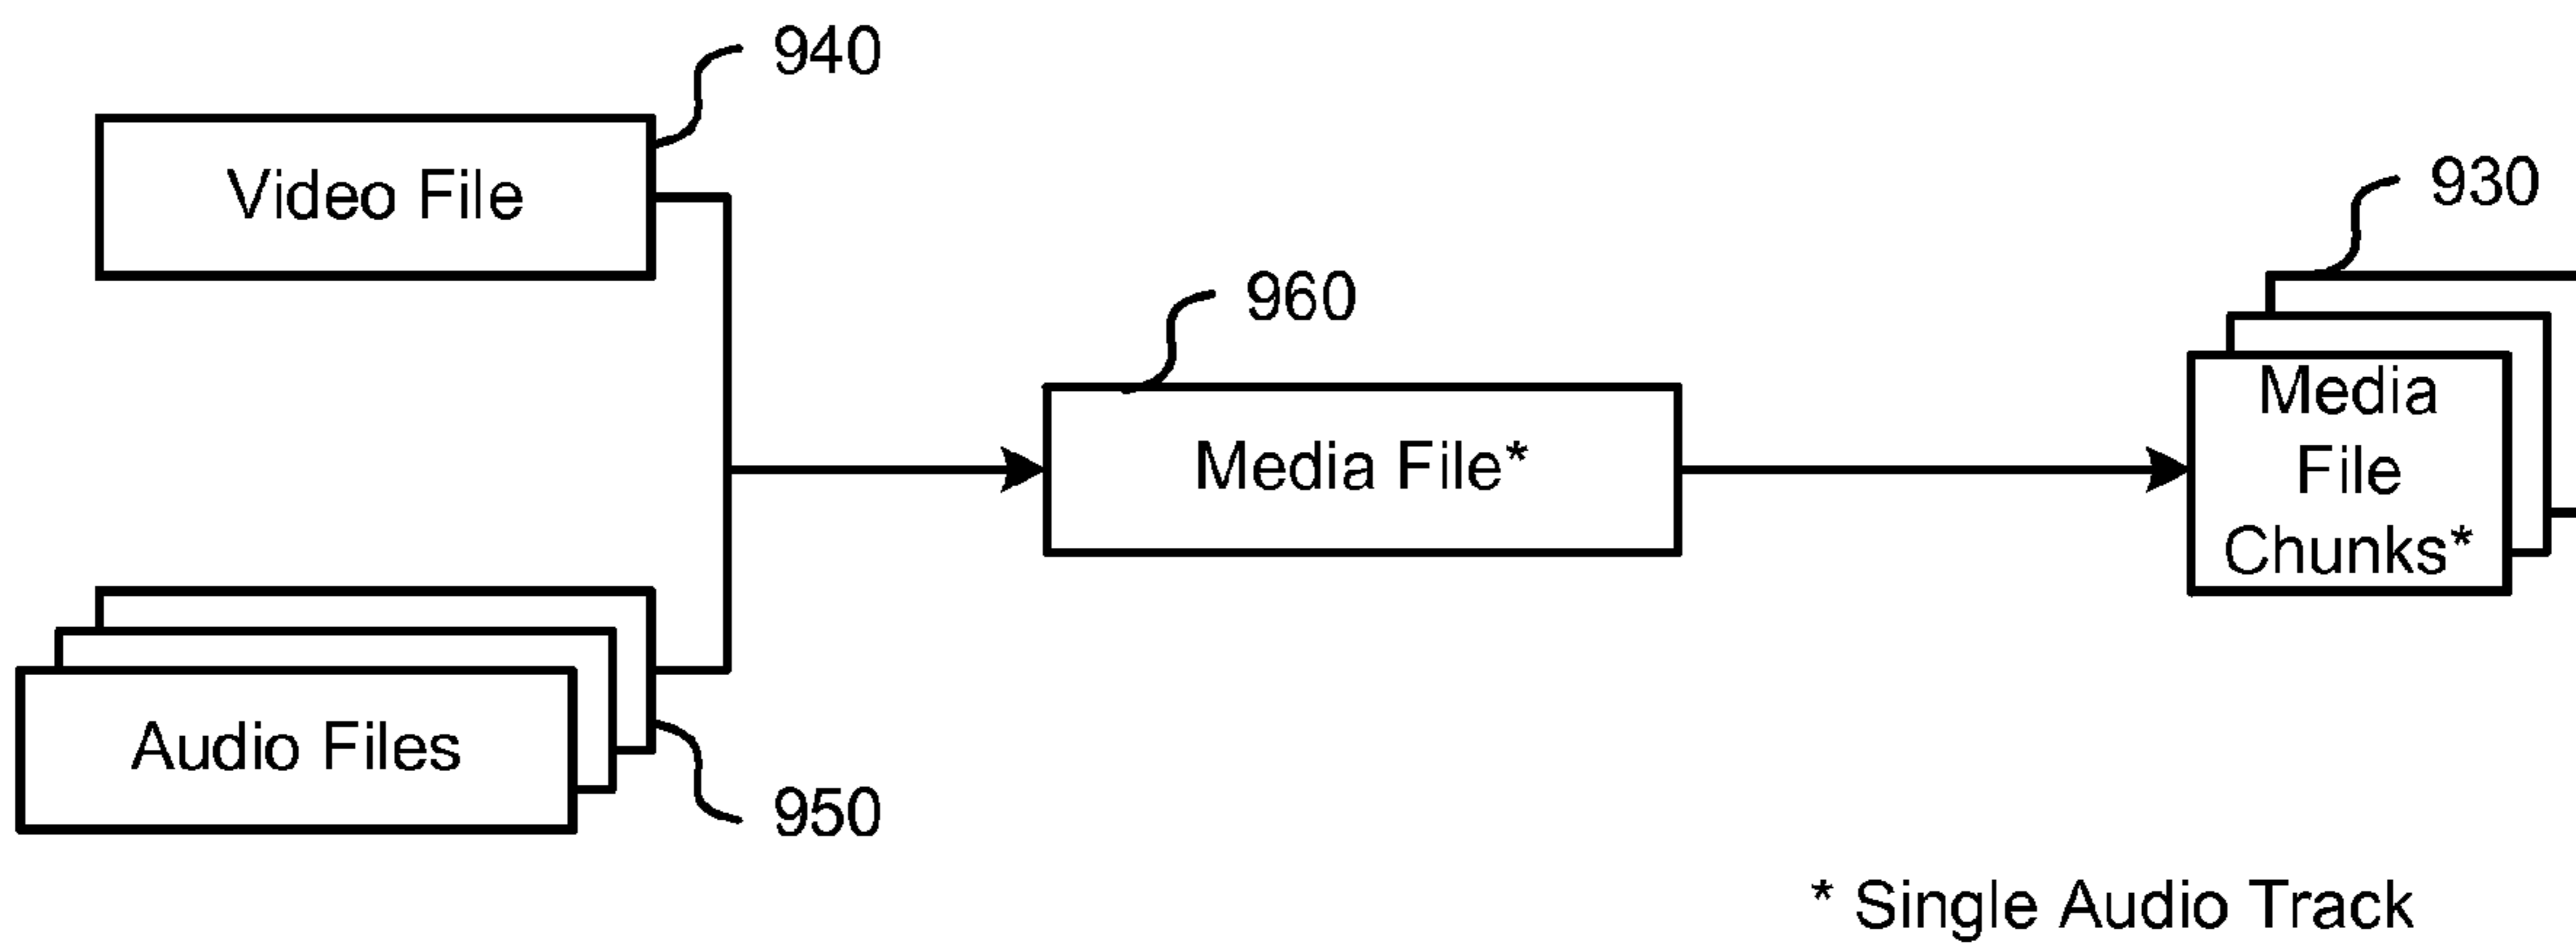 940
Video File
930
960
Media File*
Media
File
Chunks*
Audio Files
950
* Single Audio Track